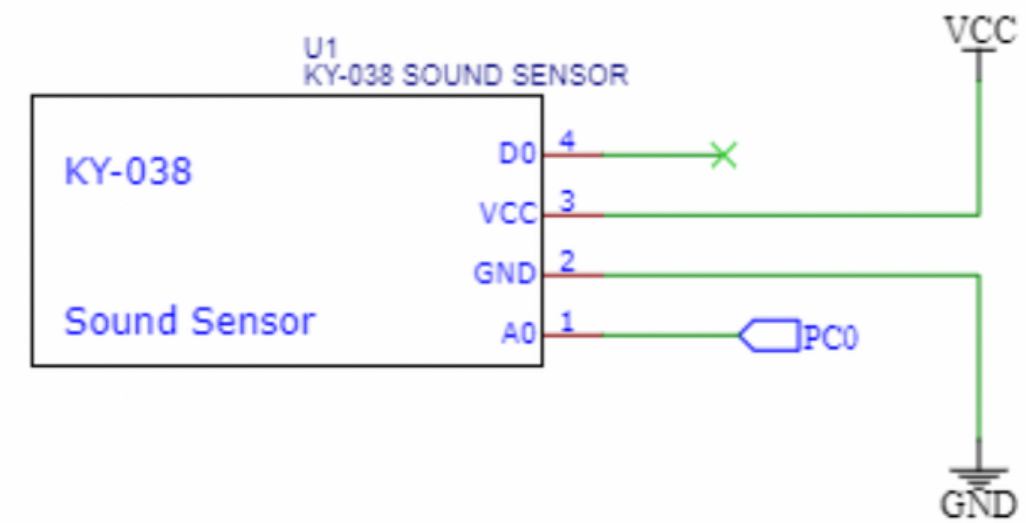 VCC
U1
KY-038 SOUND SENSOR
KY-038
D0 4
VCC 3
GND 2
Sound Sensor
A0 1
PC0
GND